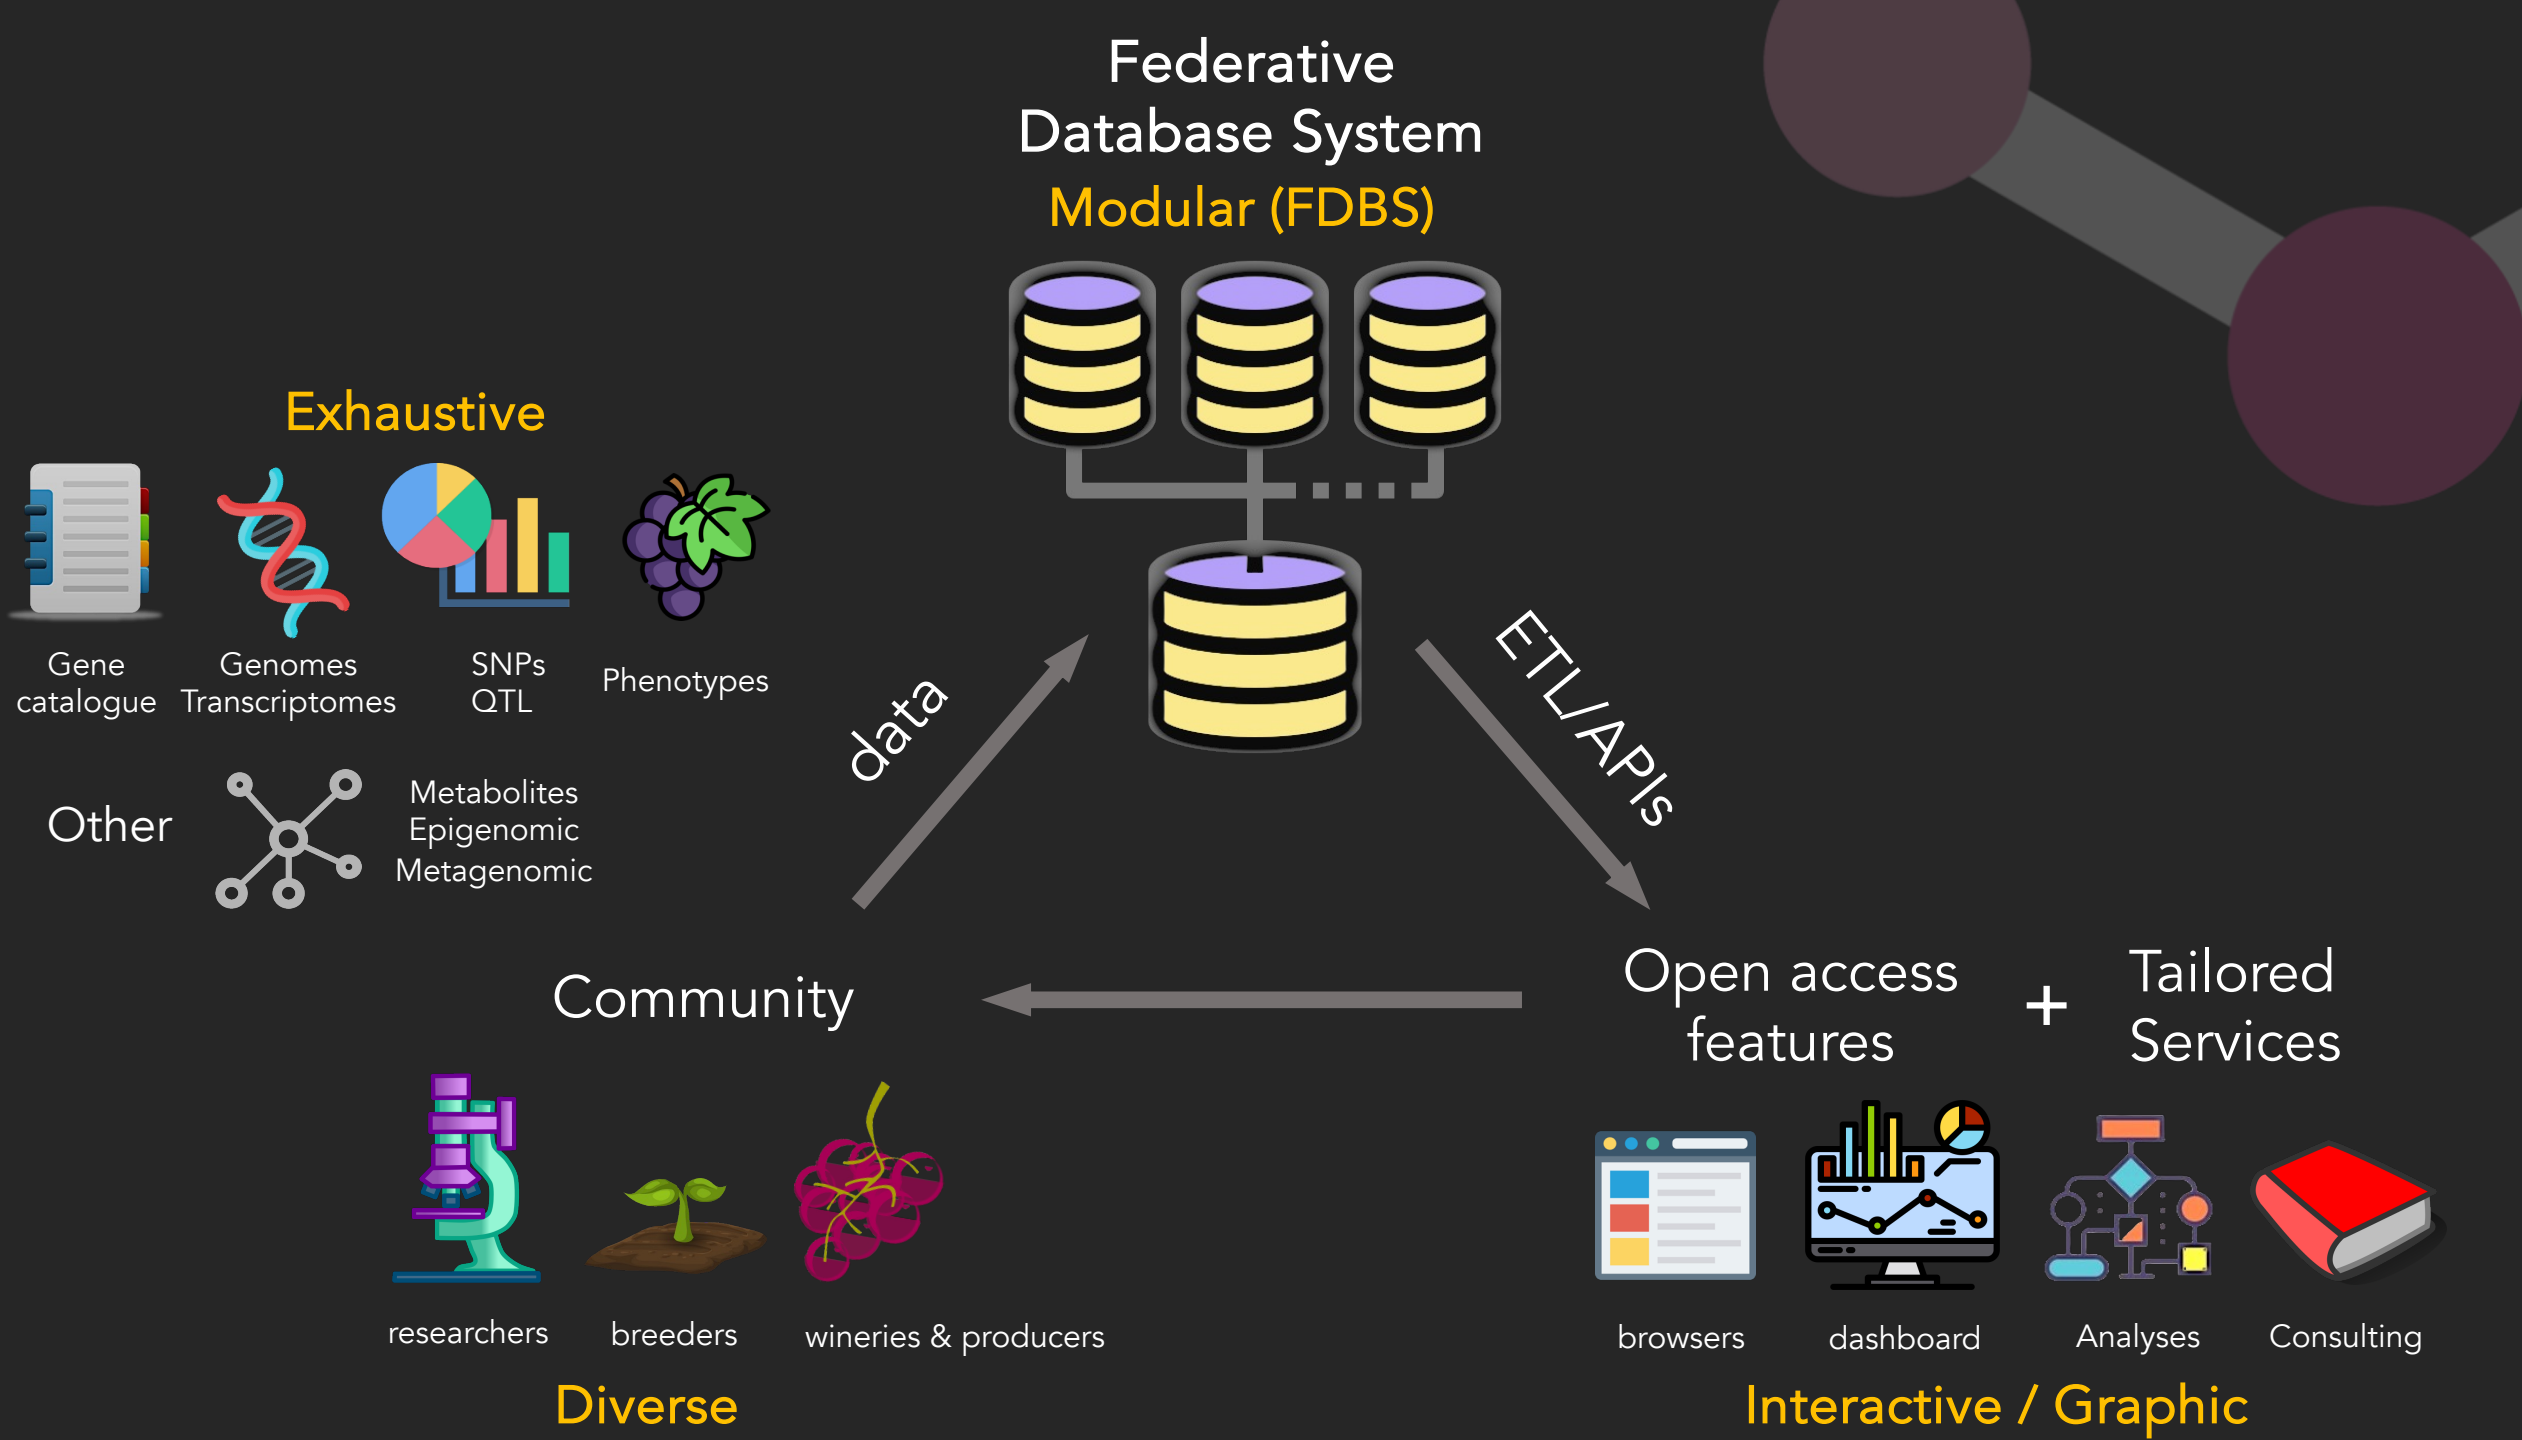 Federative
Database System
Modular (FDBS)
Exhaustive
Gene
catalogue
Genomes
Transcriptomes
SNPs
QTL
Phenotypes
Other
Metabolites
Epigenomic
Metagenomic
data
ETL//APIs
Community
Open access
features
+
Tailored
Services
researchers
breeders
wineries & producers
browsers
dashboard
Analyses
Consulting
Diverse
Interactive / Graphic